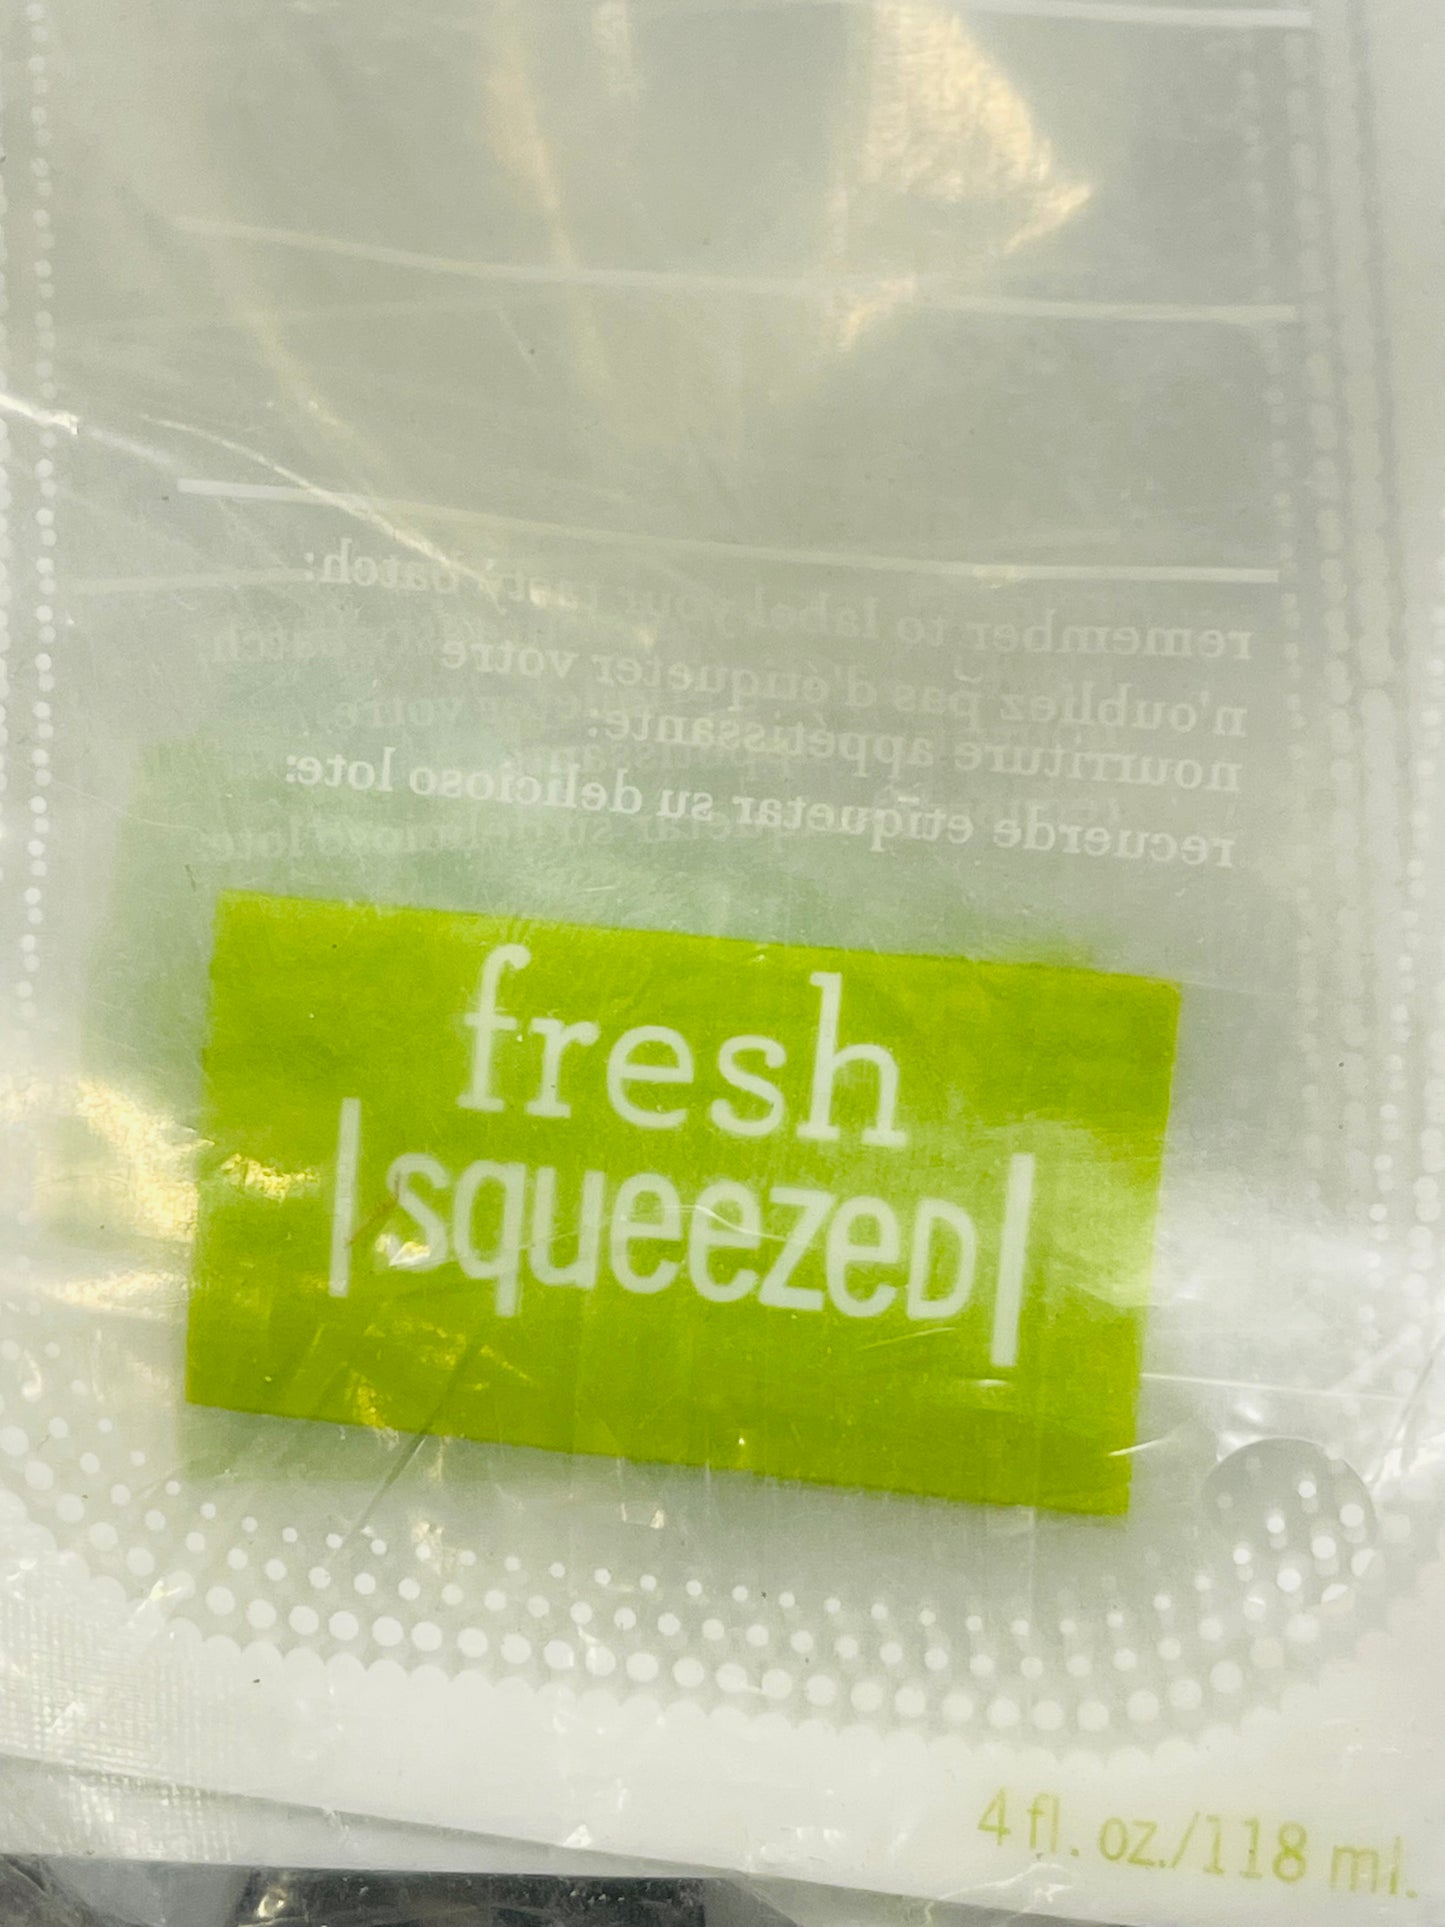 remember to label your tasty batch:
n'oubliez pas d'étiqueter votre
nourriture appétissante:
recuerde etiquetar su delicioso lote:
fresh
|squeezed|
4 fl. oz./118 ml.